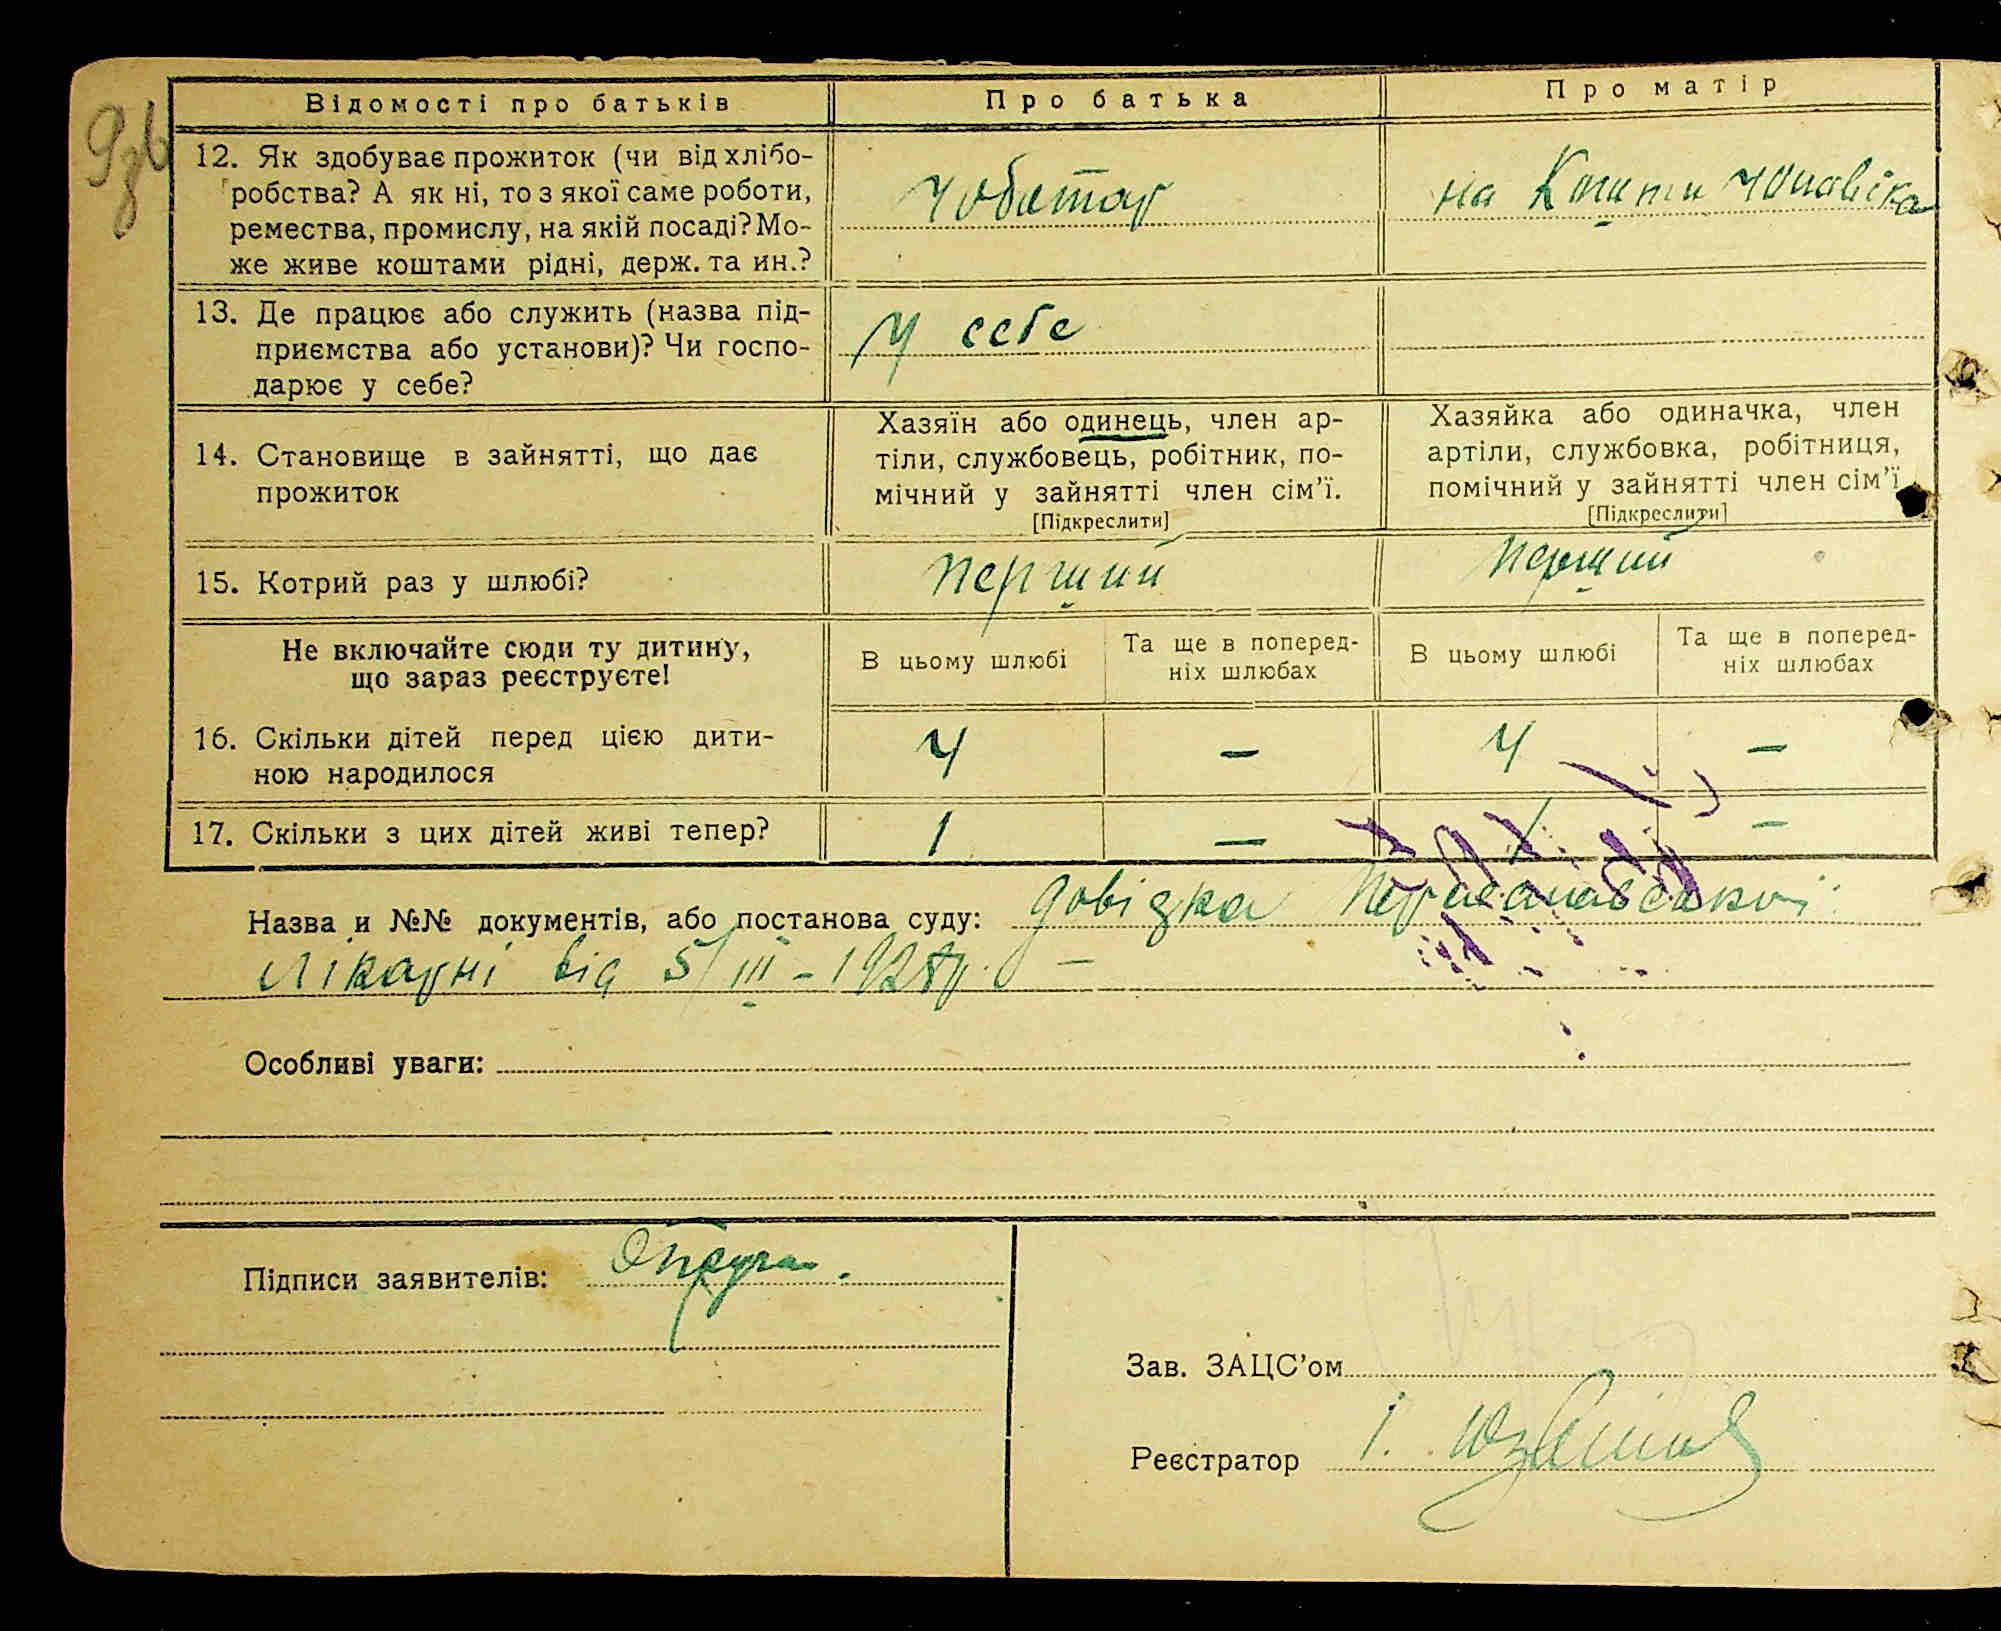 Відомості про батьків
Про батька
Про матір
12. Як здобуває прожиток (чи від хлібо-
робства? А як ні, то з якої саме роботи,
ремества, промислу, на якій посаді? Мо-
же живе коштами рідні, держ. та ин.?
чоботар
на кошти чоловіка
13. Де працює або служить (назва під-
приємства або установи)? Чи госпо-
дарює у себе?
у себе
14. Становище в зайнятті, що дає
прожиток
Хазяїн або одинець, член ар-
тіли, службовець, робітник, по-
мічний у зайнятті член сім’ї.
[Підкреслити]
Хазяйка або одиначка, член
артіли, службовка, робітниця,
помічний у зайнятті член сім’ї
[Підкреслити]
15. Котрий раз у шлюбі?
перший
перший
Не включайте сюди ту дитину,
що зараз реєструєте!
В цьому шлюбі
Та ще в поперед-
ніх шлюбах
В цьому шлюбі
Та ще в поперед-
ніх шлюбах
16. Скільки дітей перед цією дити-
ною народилося
4
–
4
–
17. Скільки з цих дітей живі тепер?
1
–
1
–
Назва и №№ документів, або постанова суду: довідка
лікарні від 5/III – 1928р. –
Особливі уваги:
Підписи заявителів:
Зав. ЗАЦС’ом
Реєстратор І.